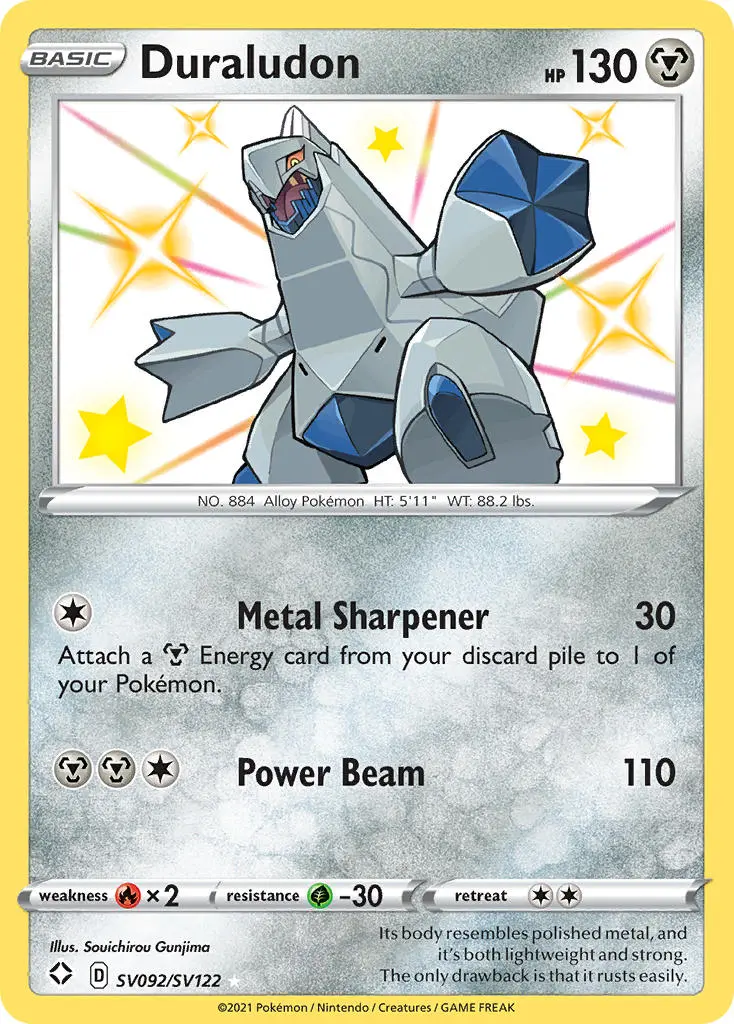 BASIC Duraludon HP 130
NO. 884 Alloy Pokémon HT: 5'11" WT: 88.2 lbs.
Metal Sharpener 30
Attach a Energy card from your discard pile to 1 of
your Pokémon.
Power Beam 110
weakness ×2 resistance -30 retreat
Illus. Souichirou Gunjima
D SV092/SV122
Its body resembles polished metal, and
it's both lightweight and strong.
The only drawback is that it rusts easily.
©2021 Pokémon / Nintendo / Creatures / GAME FREAK